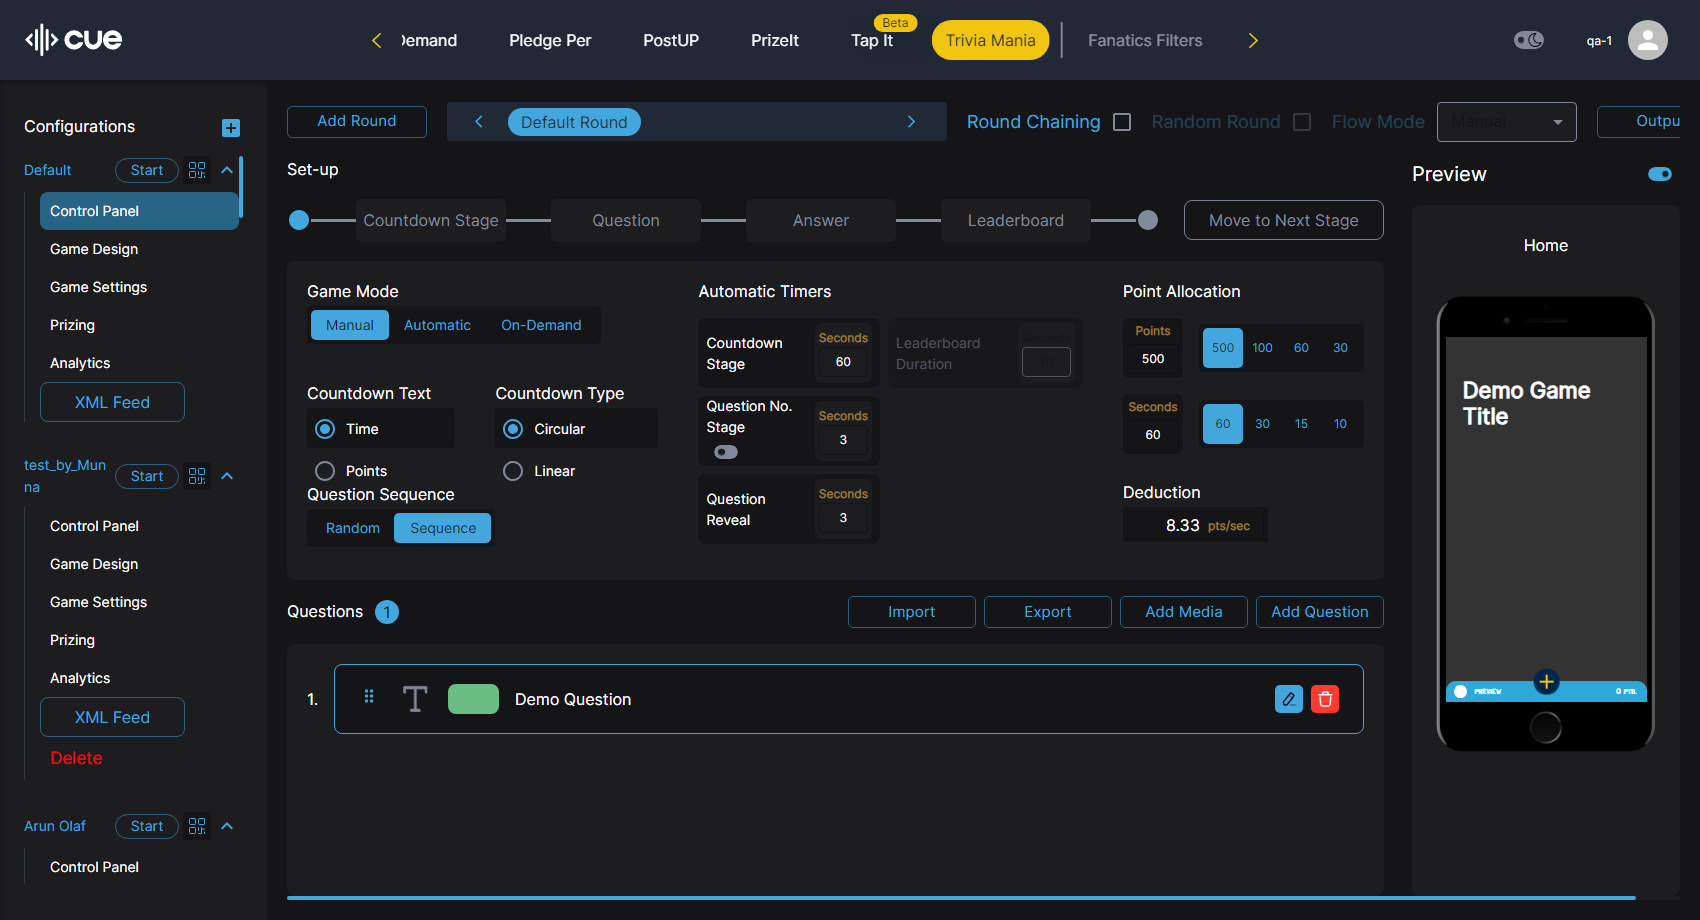 cue
Demand
Pledge Per
PostUP
PrizeIt
Tap It
Beta
Trivia Mania
Fanatics Filters
qa-1
Configurations
Default
Start
Control Panel
Game Design
Game Settings
Prizing
Analytics
XML Feed
test_by_Mun
na
Start
Control Panel
Game Design
Game Settings
Prizing
Analytics
XML Feed
Delete
Arun Olaf
Start
Control Panel
Add Round
Default Round
Round Chaining
Random Round
Flow Mode
Manual
Outpu
Set-up
Countdown Stage
Question
Answer
Leaderboard
Move to Next Stage
Game Mode
Manual
Automatic
On-Demand
Countdown Text
Time
Points
Countdown Type
Circular
Linear
Question Sequence
Random
Sequence
Automatic Timers
Countdown
Stage
Seconds
60
Leaderboard
Duration
Question No.
Stage
Seconds
3
Question
Reveal
Seconds
3
Point Allocation
Points
500
500
100
60
30
Seconds
60
60
30
15
10
Deduction
8.33 pts/sec
Questions 1
Import
Export
Add Media
Add Question
1.
T
Demo Question
Preview
Home
Demo Game
Title
PREVIEW
0 PTS.